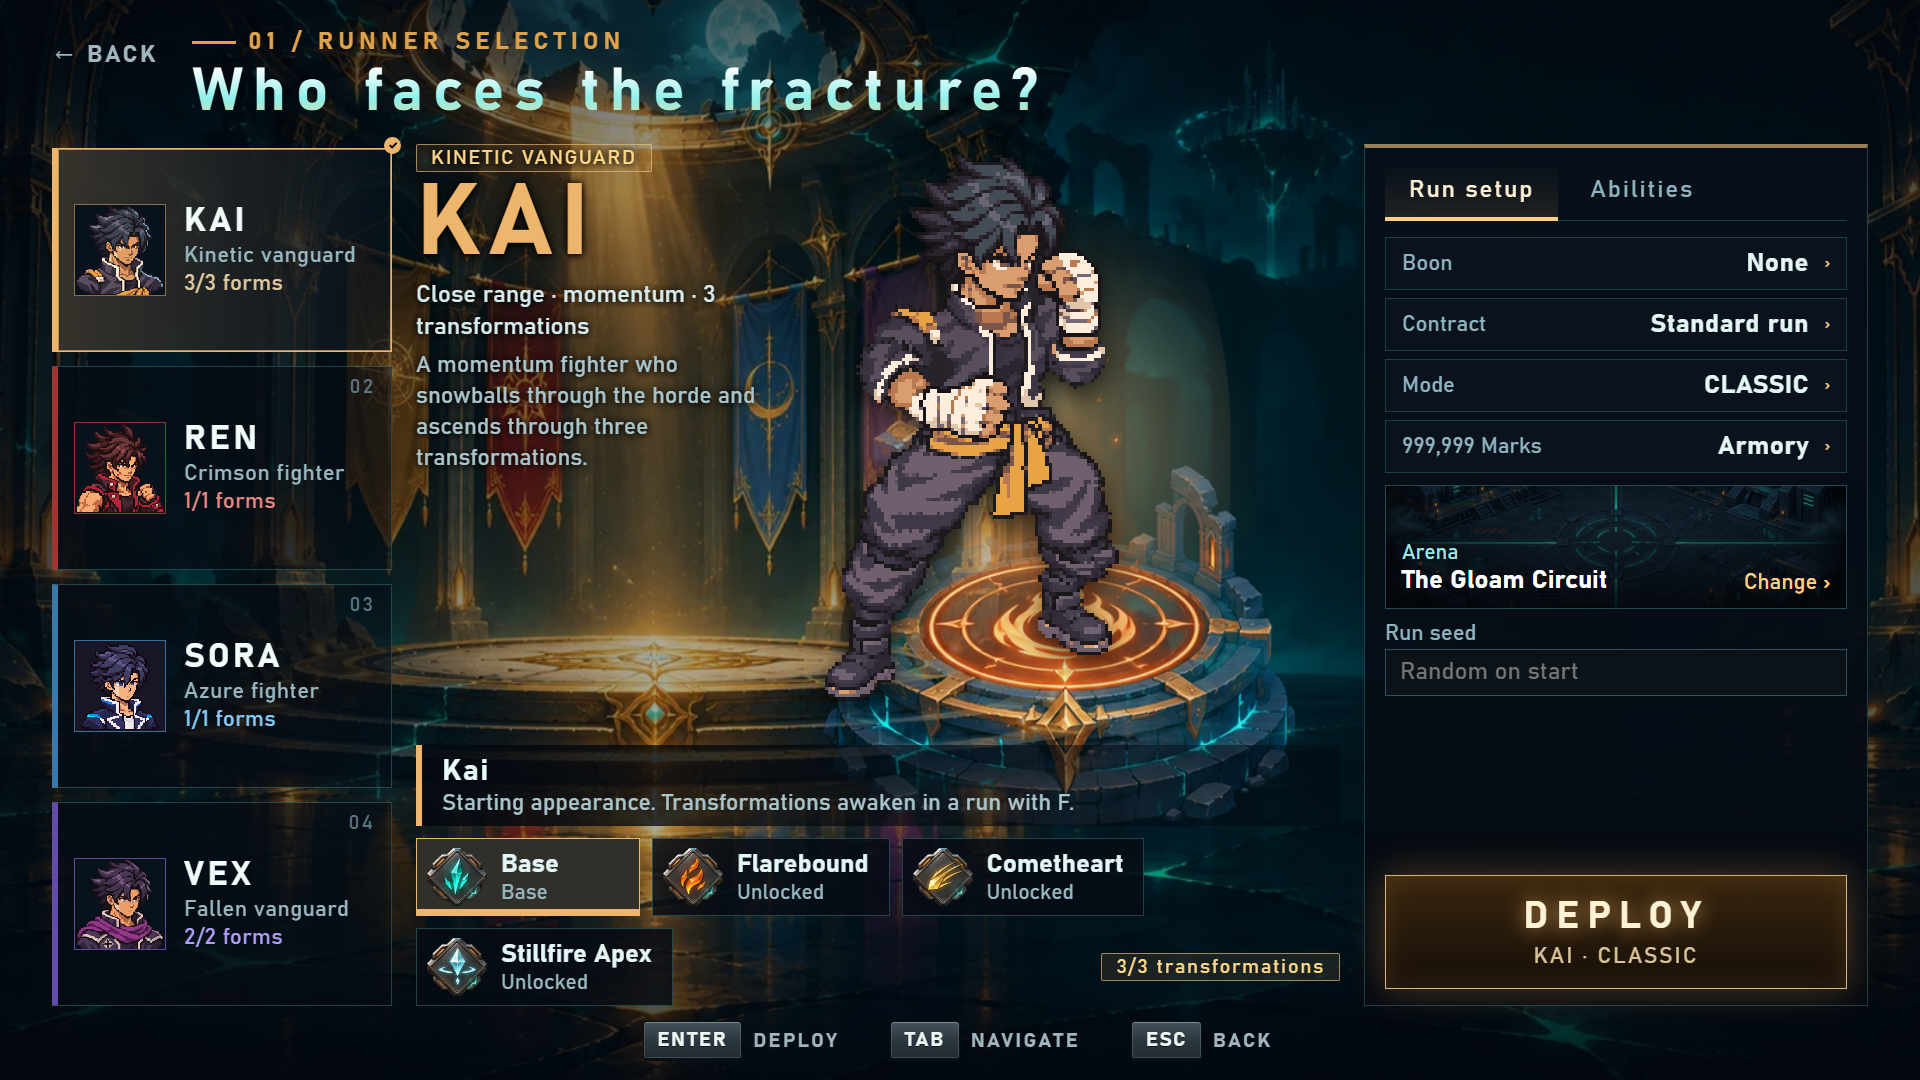 ← BACK
01 / RUNNER SELECTION
Who faces the fracture?
KAI
Kinetic vanguard
3/3 forms
02
REN
Crimson fighter
1/1 forms
03
SORA
Azure fighter
1/1 forms
04
VEX
Fallen vanguard
2/2 forms
KINETIC VANGUARD
KAI
Close range · momentum · 3
transformations
A momentum fighter who
snowballs through the horde and
ascends through three
transformations.
Kai
Starting appearance. Transformations awaken in a run with F.
Base
Base
Flarebound
Unlocked
Cometheart
Unlocked
Stillfire Apex
Unlocked
3/3 transformations
Run setup
Abilities
Boon None ›
Contract Standard run ›
Mode CLASSIC ›
999,999 Marks Armory ›
Arena
The Gloam Circuit
Change ›
Run seed
Random on start
DEPLOY
KAI · CLASSIC
ENTER DEPLOY TAB NAVIGATE ESC BACK